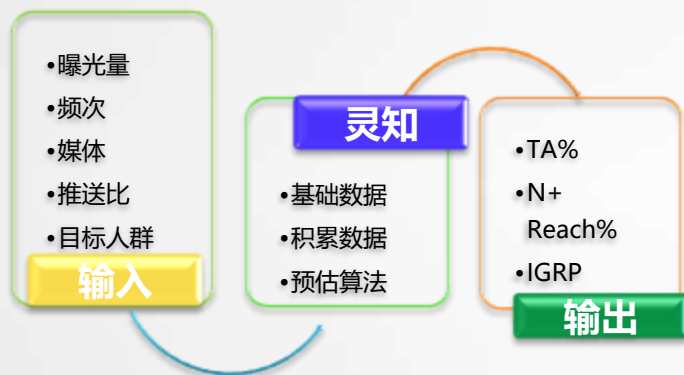 •曝光量
•频次
•媒体
•推送比
•目标人群
输入
灵知
•基础数据
•积累数据
•预估算法
•TA%
•N+
Reach%
•IGRP
输出